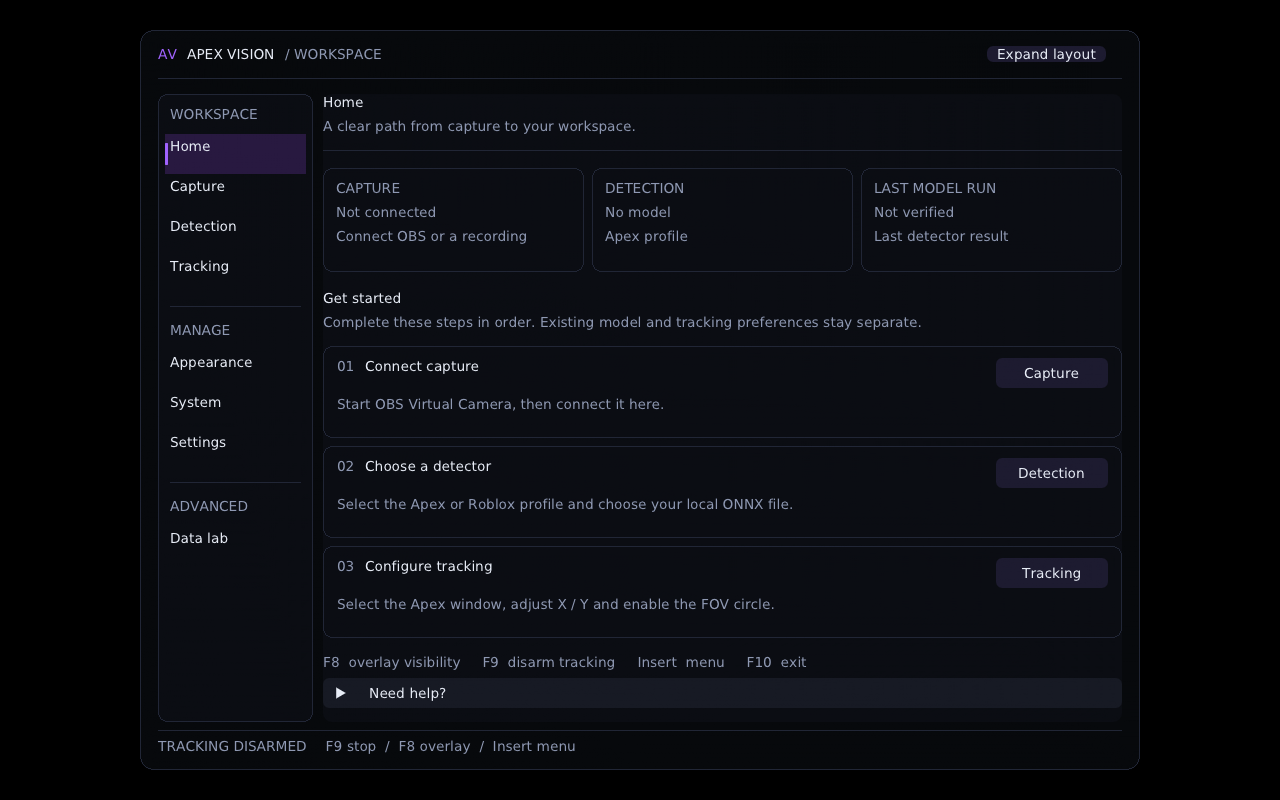 AV APEX VISION / WORKSPACE
Expand layout
WORKSPACE
Home
Capture
Detection
Tracking
MANAGE
Appearance
System
Settings
ADVANCED
Data lab
Home
A clear path from capture to your workspace.
CAPTURE
Not connected
Connect OBS or a recording
DETECTION
No model
Apex profile
LAST MODEL RUN
Not verified
Last detector result
Get started
Complete these steps in order. Existing model and tracking preferences stay separate.
01 Connect capture
Capture
Start OBS Virtual Camera, then connect it here.
02 Choose a detector
Detection
Select the Apex or Roblox profile and choose your local ONNX file.
03 Configure tracking
Tracking
Select the Apex window, adjust X / Y and enable the FOV circle.
F8 overlay visibility F9 disarm tracking Insert menu F10 exit
Need help?
TRACKING DISARMED F9 stop / F8 overlay / Insert menu